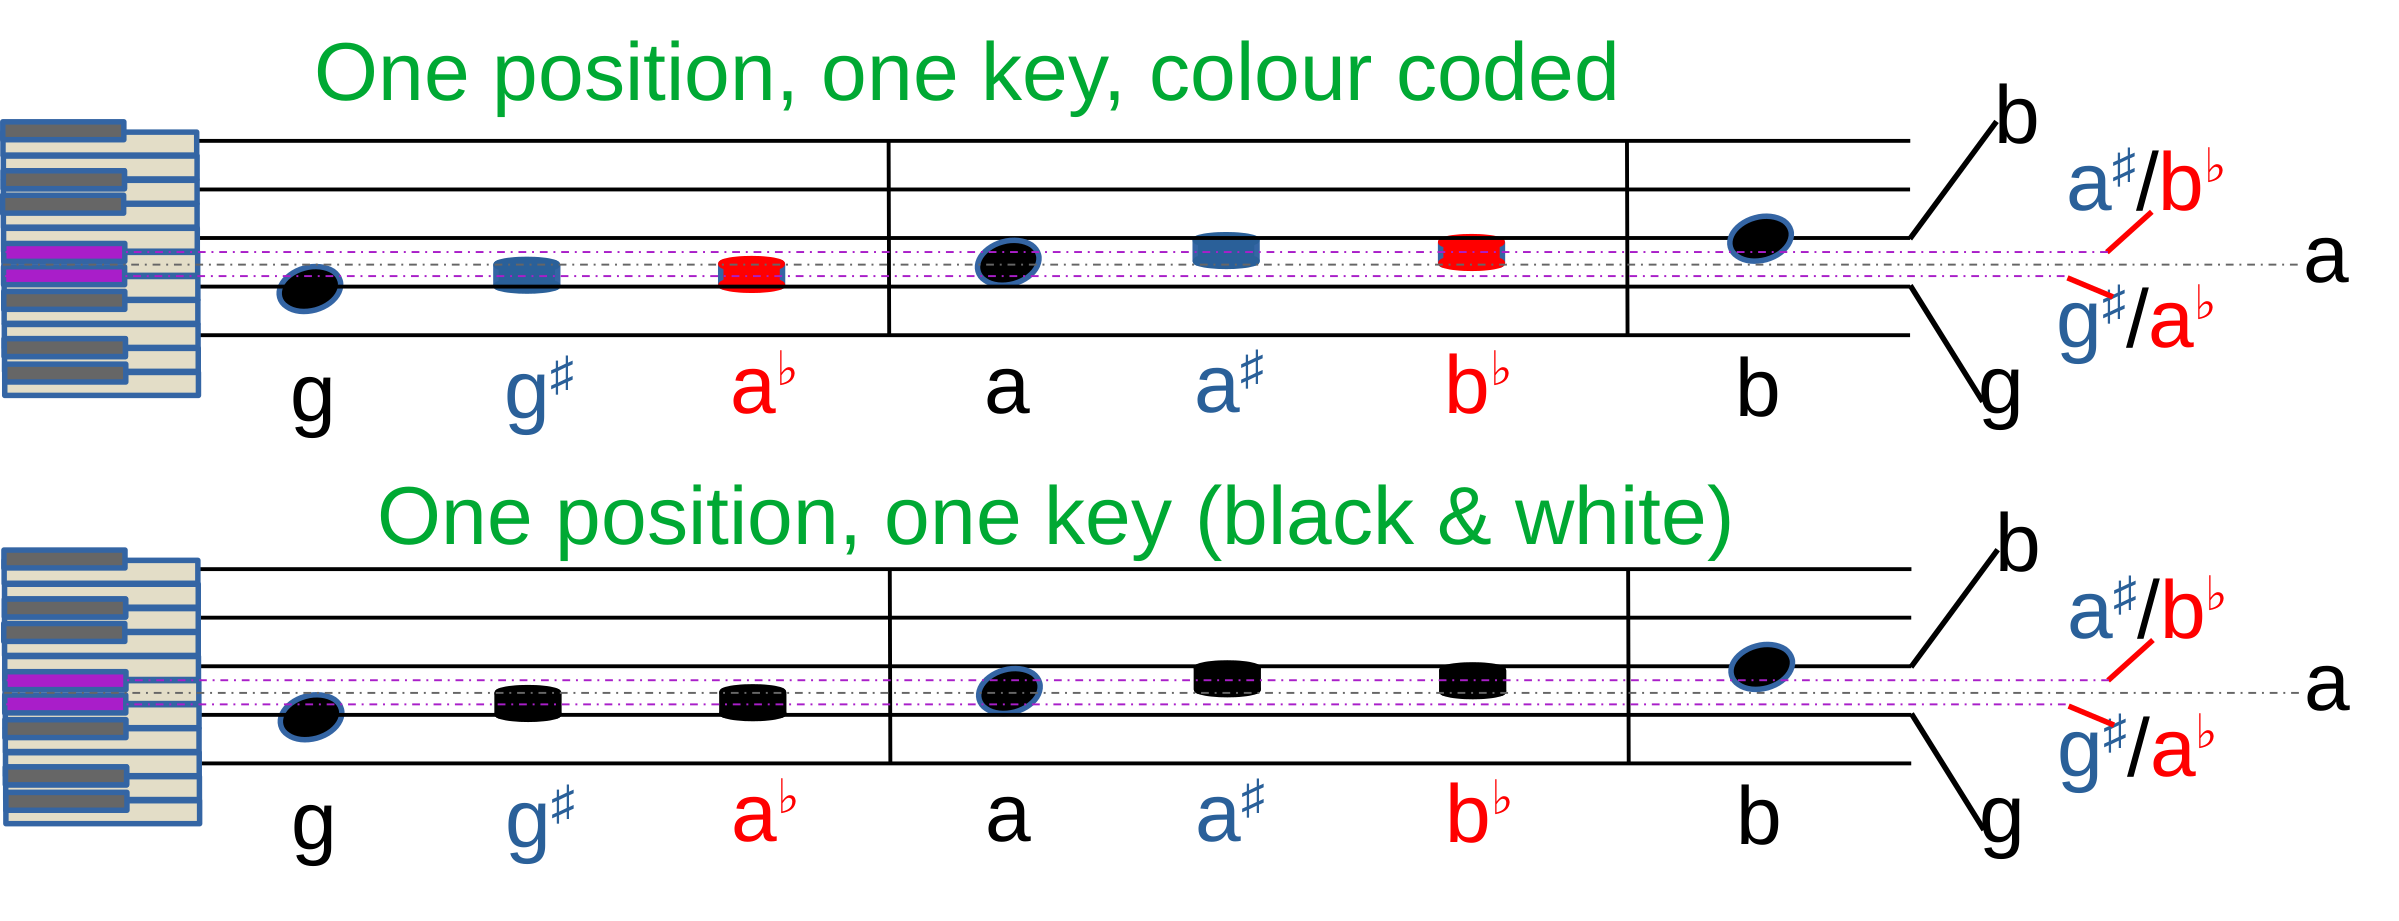 One position, one key, colour coded
b
a♯/b♭
a
g♯/a♭
g g♯ a♭ a a♯ b♭ b g
One position, one key (black & white)
b
a♯/b♭
a
g♯/a♭
g g♯ a♭ a a♯ b♭ b g